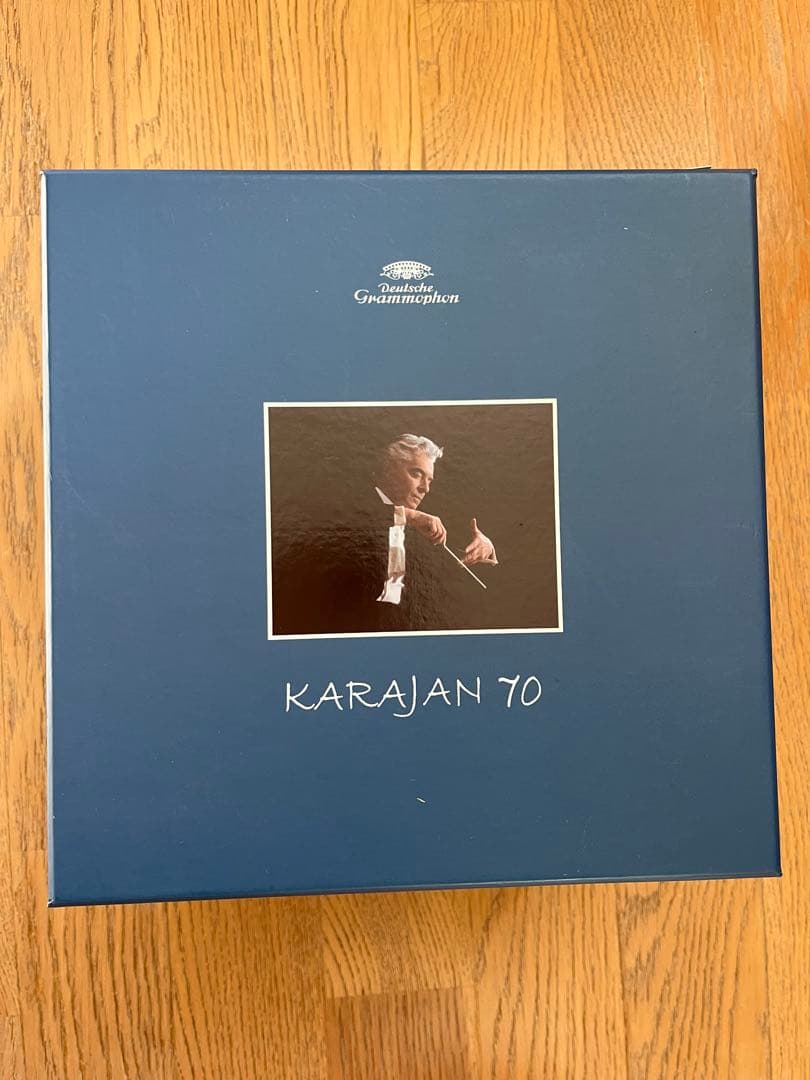 Deutsche
Grammophon
KARAJAN 70